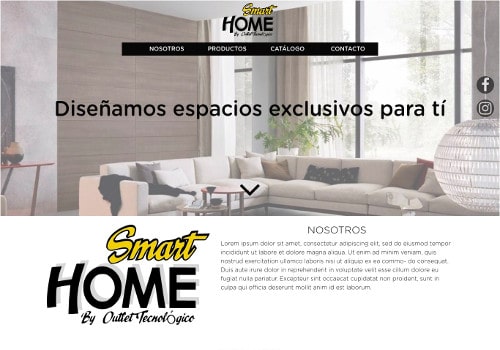 Smart
HOME
By Outlet Tecnológico
NOSOTROS PRODUCTOS CATÁLOGO CONTACTO
Diseñamos espacios exclusivos para tí
Smart
HOME
By Outlet Tecnológico
NOSOTROS
Lorem ipsum dolor sit amet, consectetur adipiscing elit, sed do eiusmod tempor
incididunt ut labore et dolore magna aliqua. Ut enim ad minim veniam, quis
nostrud exercitation ullamco laboris nisi ut aliquip ex ea commo- do consequat.
Duis aute irure dolor in reprehenderit in voluptate velit esse cillum dolore eu
fugiat nulla pariatur. Excepteur sint occaecat cupidatat non proident, sunt in
culpa qui officia deserunt mollit anim id est laborum.